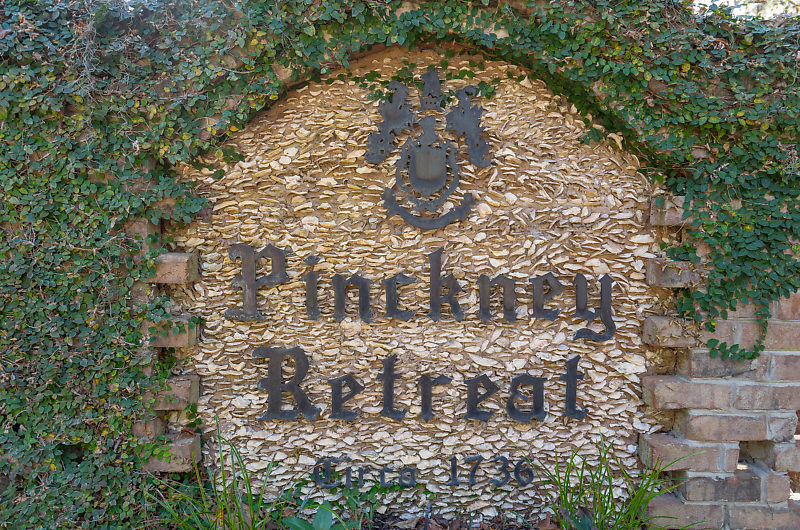 Pinckney
Retreat
Circa 1736